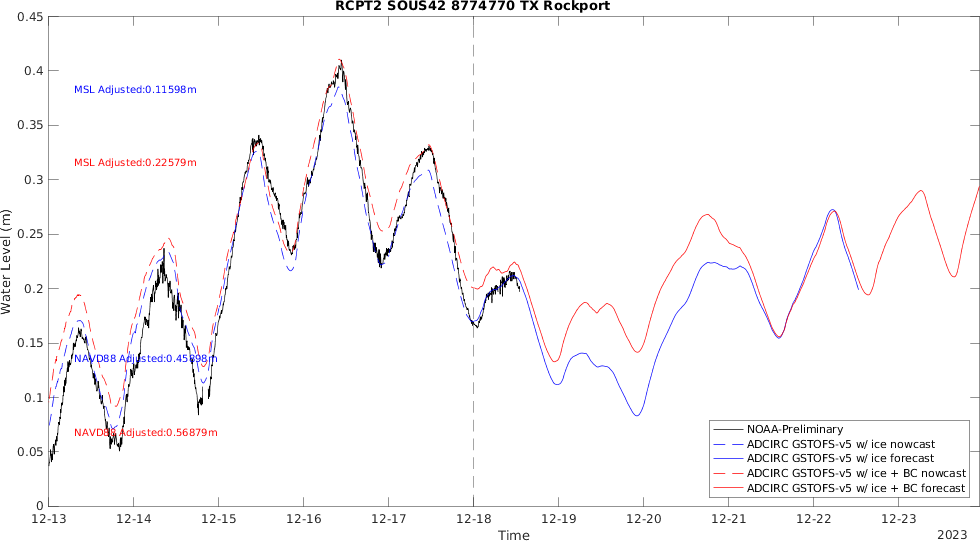 RCPT2 SOUS42 8774770 TX Rockport
0.45
0.4
0.35
0.3
0.25
0.2
0.15
0.1
0.05
0
Water Level (m)
MSL Adjusted:0.11598m
MSL Adjusted:0.22579m
NAVD88 Adjusted:0.45898m
NAVD88 Adjusted:0.56879m
NOAA-Preliminary
ADCIRC GSTOFS-v5 w/ ice nowcast
ADCIRC GSTOFS-v5 w/ ice forecast
ADCIRC GSTOFS-v5 w/ ice + BC nowcast
ADCIRC GSTOFS-v5 w/ ice + BC forecast
12-13 12-14 12-15 12-16 12-17 12-18 12-19 12-20 12-21 12-22 12-23
Time
2023